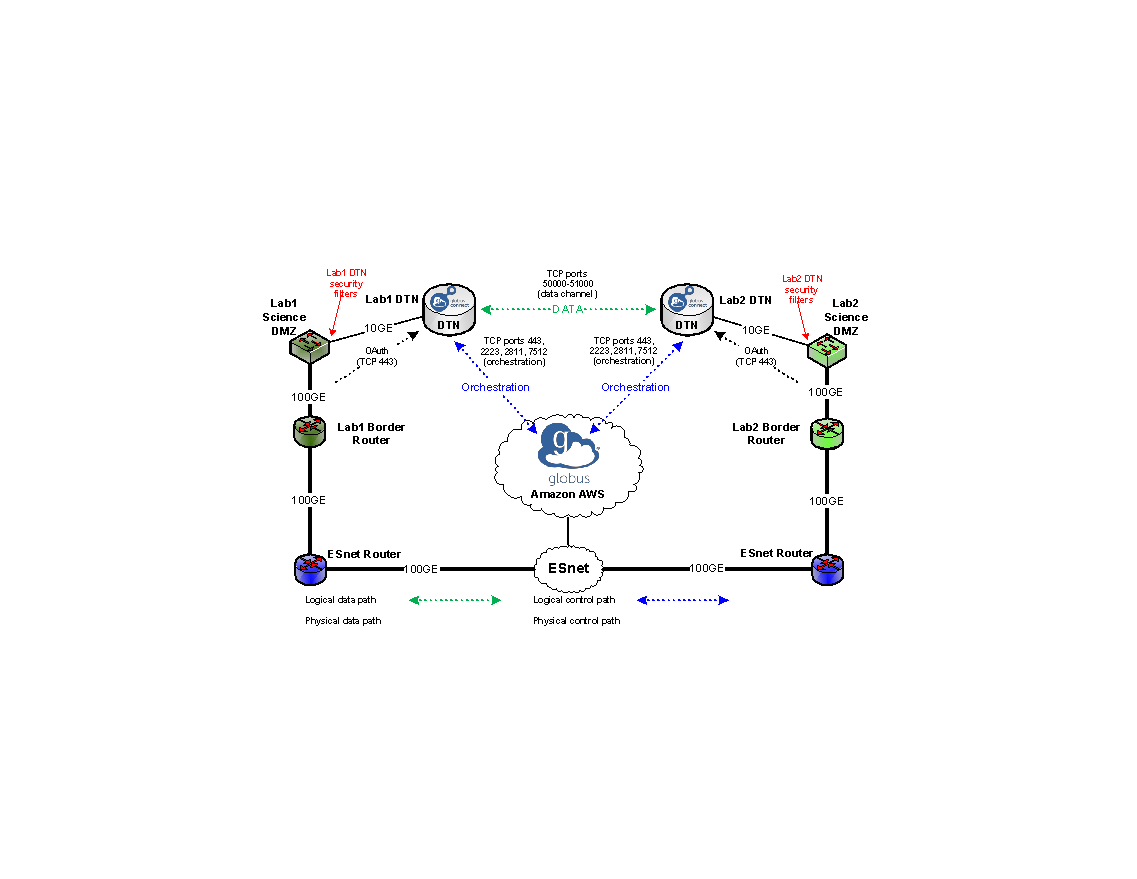 Lab1 DTN
security
filters
TCP ports
50000-51000
(data channel )
Lab2 DTN
security
filters
Lab1
Science
DMZ
Lab1 DTN
globus
connect
DTN
DATA
globus
connect
DTN
Lab2 DTN
Lab2
Science
DMZ
10GE
OAuth
(TCP 443)
TCP ports 443,
2223, 2811, 7512
(orchestration)
TCP ports 443,
2223, 2811, 7512
(orchestration)
10GE
OAuth
(TCP 443)
Orchestration
Orchestration
100GE
100GE
Lab1 Border
Router
Lab2 Border
Router
g
globus
Amazon AWS
100GE
100GE
ESnet Router
ESnet Router
100GE
ESnet
100GE
Logical data path
Logical control path
Physical data path
Physical control path